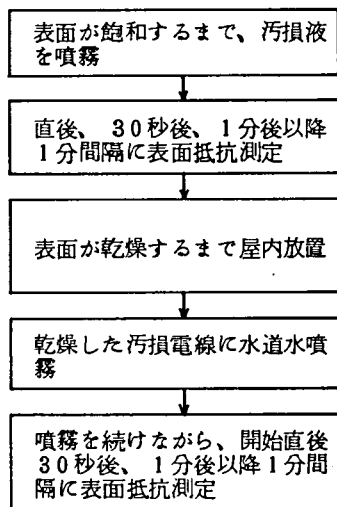 表面が飽和するまで、汚損液
を噴霧
直後、30秒後、1分後以降
1分間隔に表面抵抗測定
表面が乾燥するまで屋内放置
乾燥した汚損電線に水道水噴
霧
噴霧を続けながら、開始直後
30秒後、1分後以降1分間
隔に表面抵抗測定